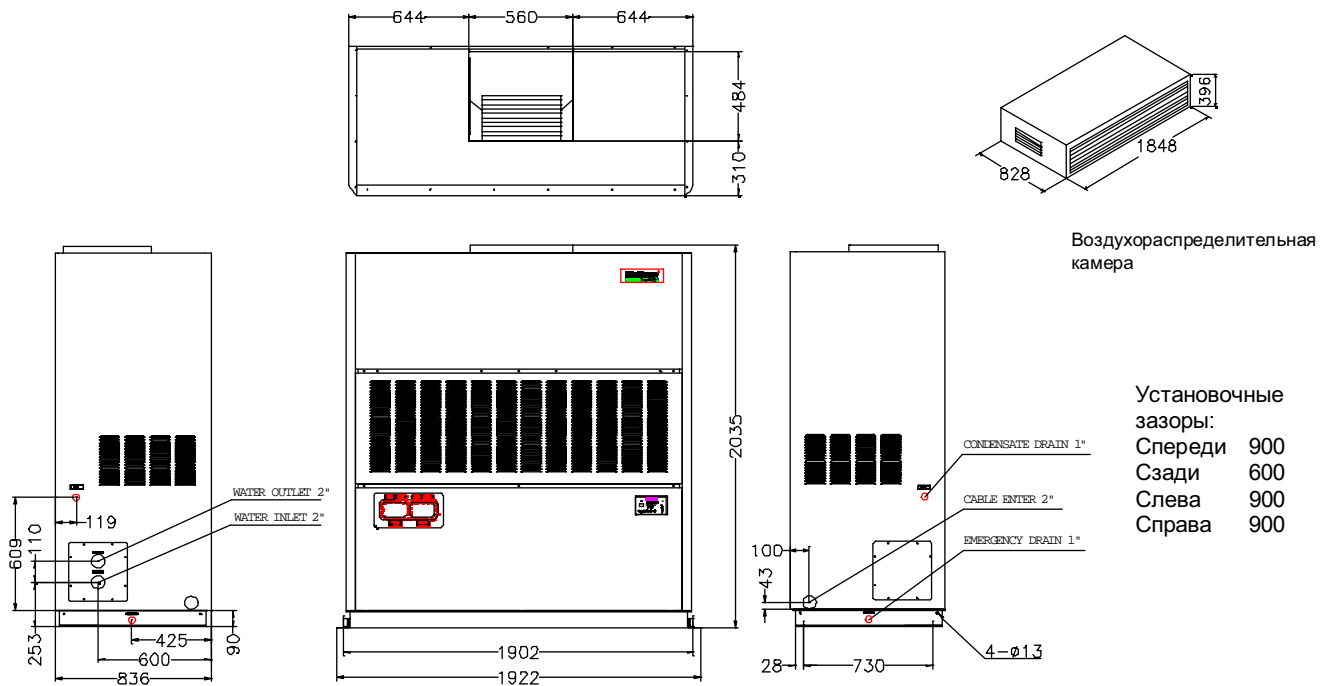 644 560 644
484
310
396
1848
828
Воздухораспределительная
камера
2035
1902
1922
WATER OUTLET 2"
WATER INLET 2"
119
110
609
253
425
90
600
836
CONDENSATE DRAIN 1"
CABLE ENTER 2"
EMERGENCY DRAIN 1"
100
43
28
730
4-ø13
Установочные
зазоры:
Спереди 900
Сзади 600
Слева 900
Справа 900